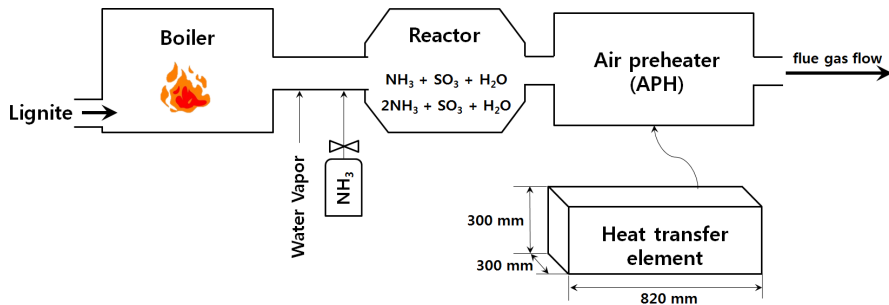 Boiler
Reactor
Air preheater
(APH)
flue gas flow
Lignite
NH₃ + SO₃ + H₂O
2NH₃ + SO₃ + H₂O
Water Vapor
NH₃
300 mm
300 mm
Heat transfer
element
820 mm